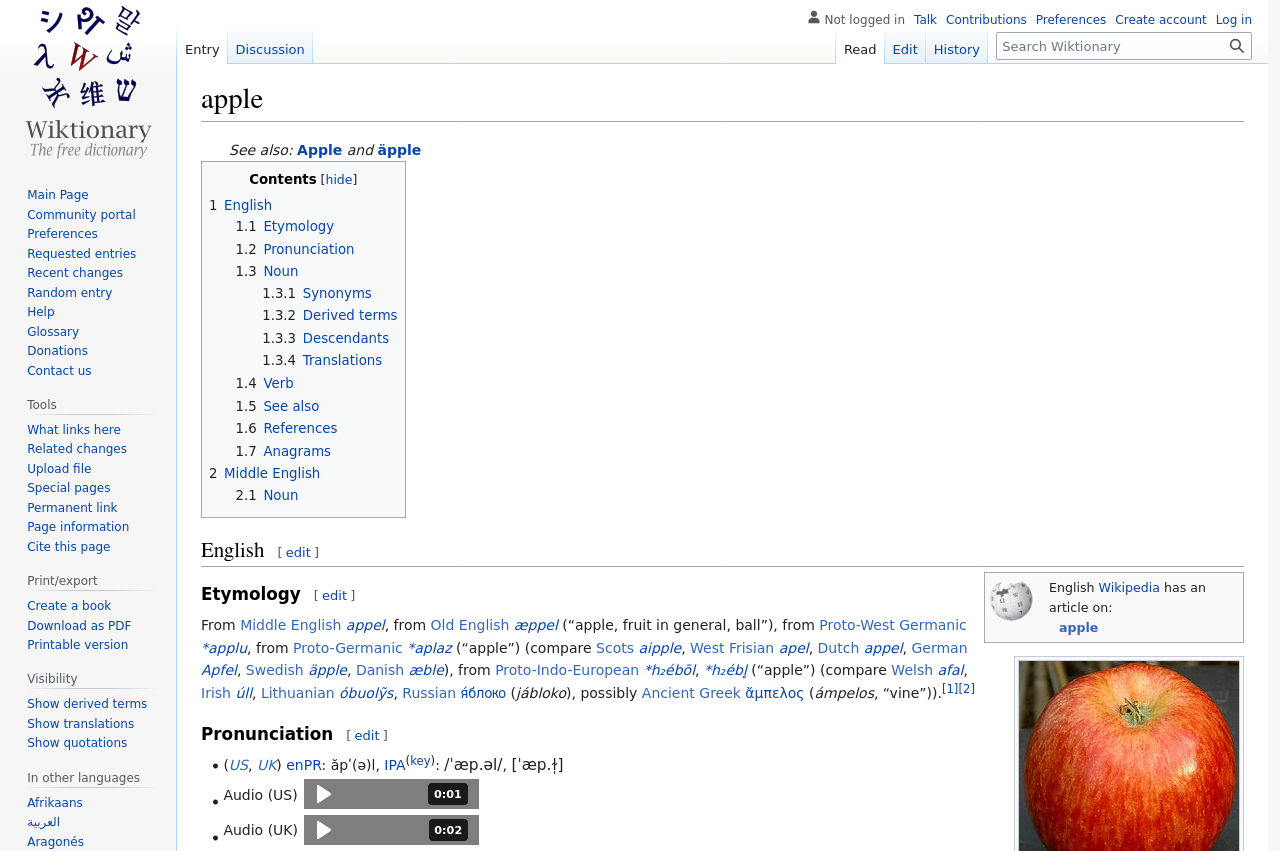 Not logged in Talk Contributions Preferences Create account Log in
Entry Discussion Read Edit History Search Wiktionary
Wiktionary
The free dictionary
Main Page
Community portal
Preferences
Requested entries
Recent changes
Random entry
Help
Glossary
Donations
Contact us
Tools
What links here
Related changes
Upload file
Special pages
Permanent link
Page information
Cite this page
Print/export
Create a book
Download as PDF
Printable version
Visibility
Show derived terms
Show translations
Show quotations
In other languages
Afrikaans
العربية
Aragonés
apple
See also: Apple and äpple
Contents [hide]
1 English
1.1 Etymology
1.2 Pronunciation
1.3 Noun
1.3.1 Synonyms
1.3.2 Derived terms
1.3.3 Descendants
1.3.4 Translations
1.4 Verb
1.5 See also
1.6 References
1.7 Anagrams
2 Middle English
2.1 Noun
English [ edit ]
Etymology [ edit ]
From Middle English appel, from Old English æppel (“apple, fruit in general, ball”), from Proto-West Germanic
*applu, from Proto-Germanic *aplaz (“apple”) (compare Scots aipple, West Frisian apel, Dutch appel, German
Apfel, Swedish äpple, Danish æble), from Proto-Indo-European *h₂ébōl, *h₂ébl̥ (“apple”) (compare Welsh afal,
Irish úll, Lithuanian óbuolỹs, Russian я́блоко (jábloko), possibly Ancient Greek ἄμπελος (ámpelos, “vine”)).[1][2]
English Wikipedia has an
article on:
apple
Pronunciation [ edit ]
(US, UK) enPR: ăpʹ(ə)l, IPA(key): /ˈæp.əl/, [ˈæp.ɫ̩]
Audio (US) 0:01
Audio (UK) 0:02